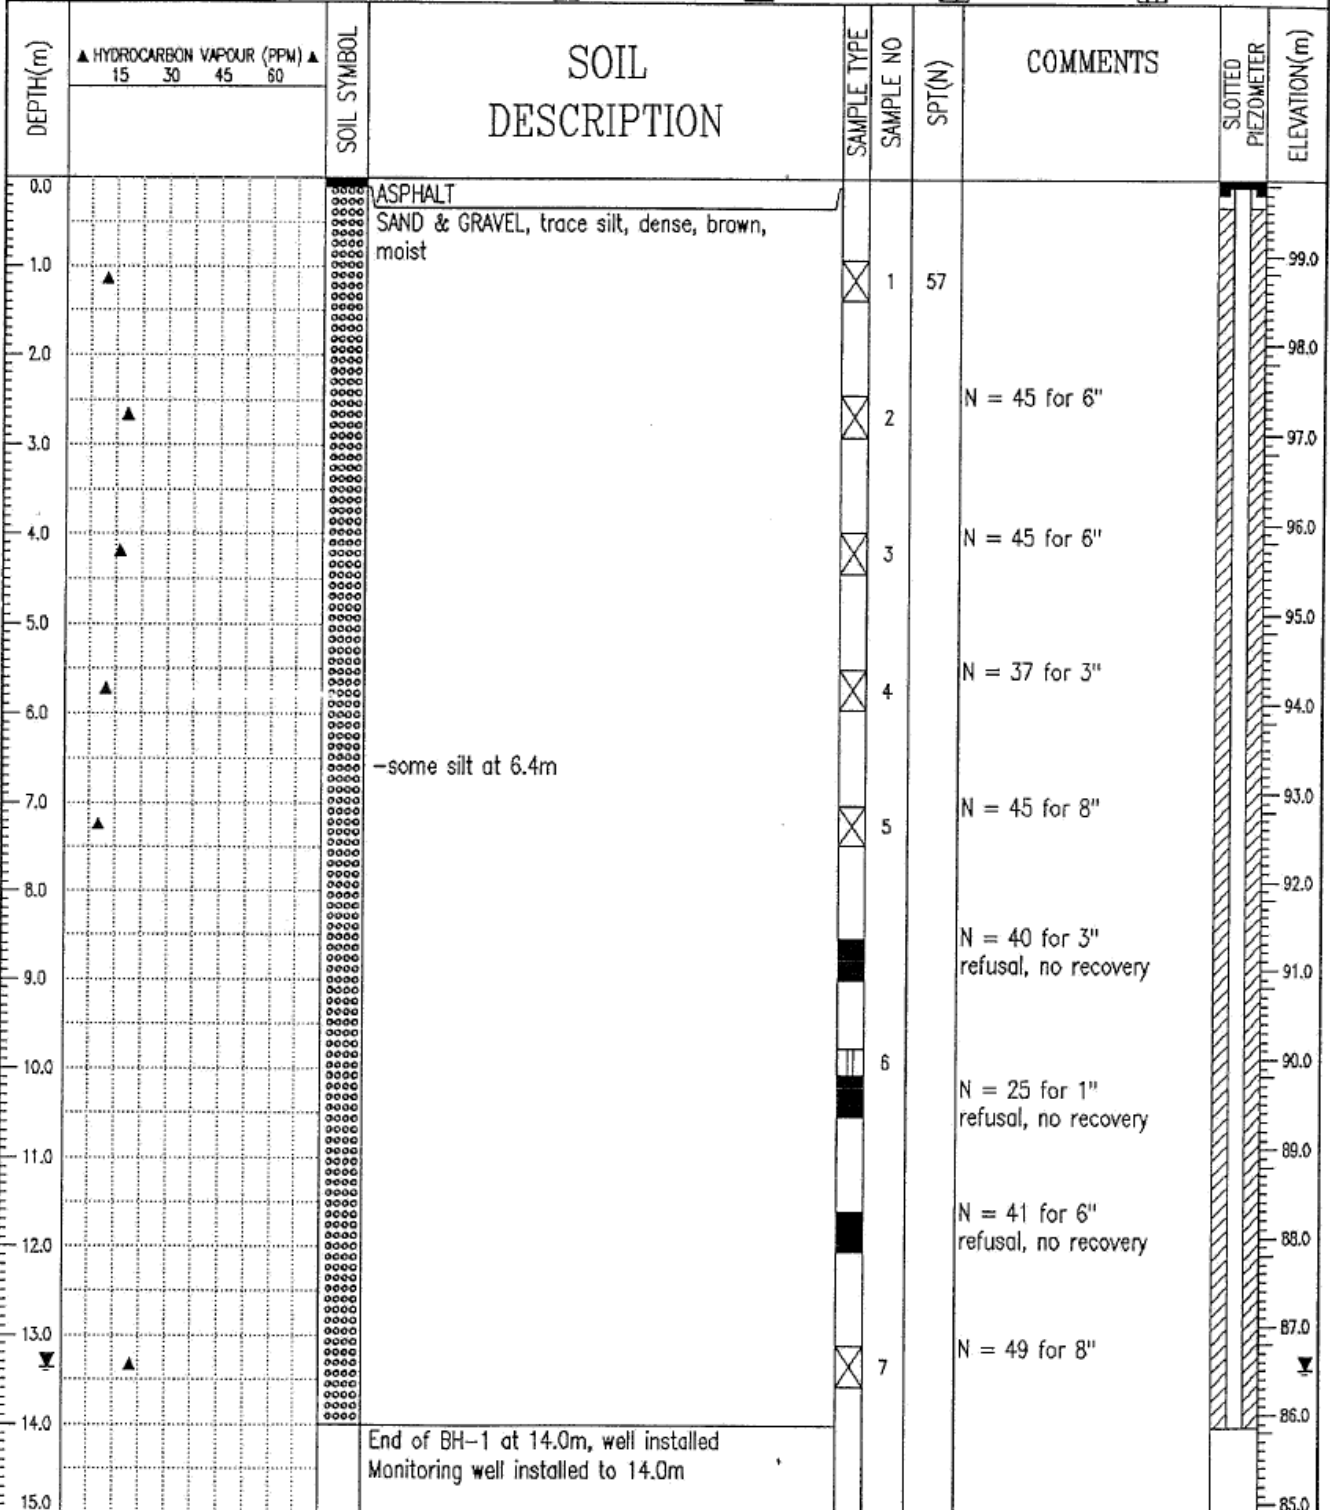 DEPTH(m)
▲ HYDROCARBON VAPOUR (PPM) ▲
15 30 45 60
SOIL SYMBOL
SOIL
DESCRIPTION
SAMPLE TYPE
SAMPLE NO
SPT(N)
COMMENTS
SLOTTED
PIEZOMETER
ELEVATION(m)
0.0
ASPHALT
SAND & GRAVEL, trace silt, dense, brown,
moist
1.0
99.0
1 57
2.0
98.0
N = 45 for 6"
2
3.0
97.0
4.0
96.0
N = 45 for 6"
3
5.0
95.0
N = 37 for 3"
4
6.0
94.0
-some silt at 6.4m
7.0
93.0
N = 45 for 8"
5
8.0
92.0
N = 40 for 3"
refusal, no recovery
9.0
91.0
10.0
6
90.0
N = 25 for 1"
refusal, no recovery
11.0
89.0
N = 41 for 6"
refusal, no recovery
12.0
88.0
13.0
87.0
N = 49 for 8"
7
14.0
86.0
End of BH-1 at 14.0m, well installed
Monitoring well installed to 14.0m
15.0
85.0